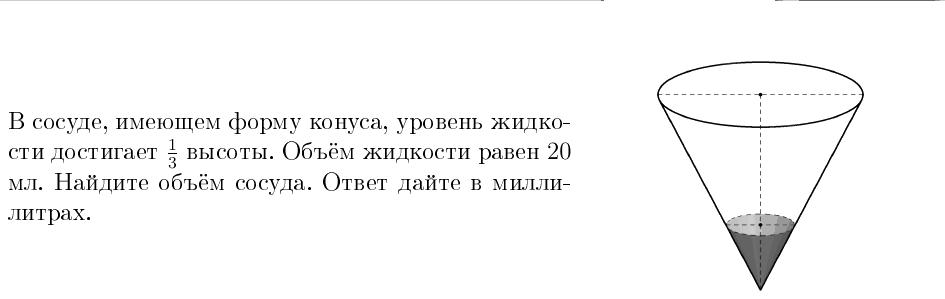 В сосуде, имеющем форму конуса, уровень жидко-
сти достигает 1/3 высоты. Объём жидкости равен 20
мл. Найдите объём сосуда. Ответ дайте в милли-
литрах.